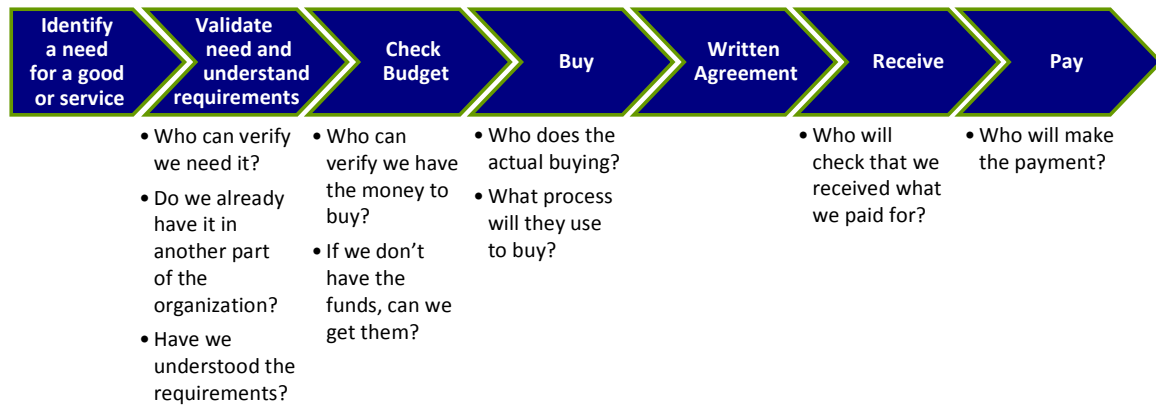 Identify
a need
for a good
or service
Validate
need and
understand
requirements
Check
Budget
Buy
Written
Agreement
Receive
Pay
• Who can verify
we need it?
• Do we already
have it in
another part
of the
organization?
• Have we
understood the
requirements?
• Who can
verify we have
the money to
buy?
• If we don’t
have the
funds, can we
get them?
• Who does the
actual buying?
• What process
will they use
to buy?
• Who will
check that we
received what
we paid for?
• Who will make
the payment?